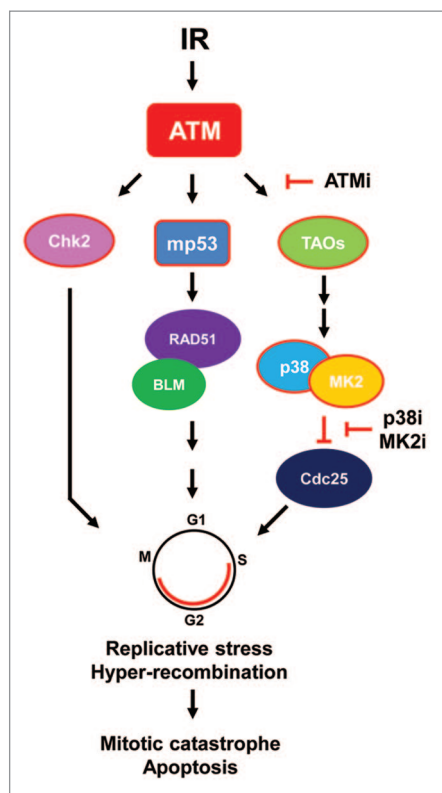 IR
ATM
ATMi
Chk2
mp53
TAOs
RAD51
BLM
p38
MK2
p38i
MK2i
Cdc25
G1
M
S
G2
Replicative stress
Hyper-recombination
Mitotic catastrophe
Apoptosis